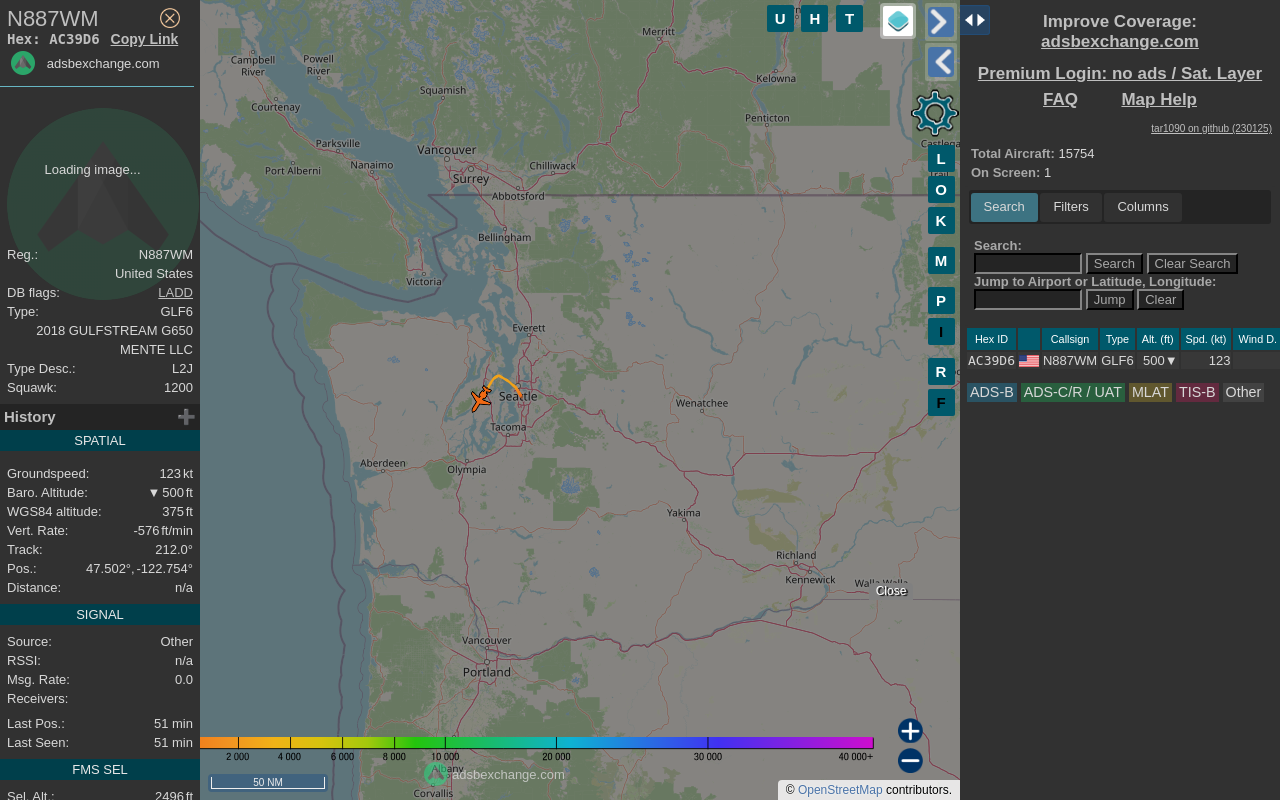 N887WM
Hex: AC39D6 Copy Link
adsbexchange.com
Loading image...
Reg.: N887WM
United States
DB flags: LADD
Type: GLF6
2018 GULFSTREAM G650
MENTE LLC
Type Desc.: L2J
Squawk: 1200
History
SPATIAL
Groundspeed: 123 kt
Baro. Altitude: ▼ 500 ft
WGS84 altitude: 375 ft
Vert. Rate: -576 ft/min
Track: 212.0°
Pos.: 47.502°, -122.754°
Distance: n/a
SIGNAL
Source: Other
RSSI: n/a
Msg. Rate: 0.0
Receivers:
Last Pos.: 51 min
Last Seen: 51 min
FMS SEL
Sel. Alt.: 2496 ft
U H T
Merritt
Campbell
River
Powell
River
Kelowna
Squamish
Courtenay
Penticton
Parksville
Vancouver
Nanaimo
Chilliwack
Port Alberni
Surrey
Abbotsford
Bellingham
Victoria
Everett
Seattle
Wenatchee
Tacoma
Aberdeen
Olympia
Yakima
Richland
Kennewick
Walla Walla
Close
Vancouver
Portland
Albany
Corvallis
L
O
K
M
P
I
R
F
2 000 4 000 6 000 8 000 10 000 20 000 30 000 40 000+
adsbexchange.com
50 NM
© OpenStreetMap contributors.
Improve Coverage:
adsbexchange.com
Premium Login: no ads / Sat. Layer
FAQ Map Help
tar1090 on github (230125)
Total Aircraft: 15754
On Screen: 1
Search Filters Columns
Search:
Search Clear Search
Jump to Airport or Latitude, Longitude:
Jump Clear
Hex ID Callsign Type Alt. (ft) Spd. (kt) Wind D.
AC39D6 N887WM GLF6 500▼ 123
ADS-B ADS-C/R / UAT MLAT TIS-B Other